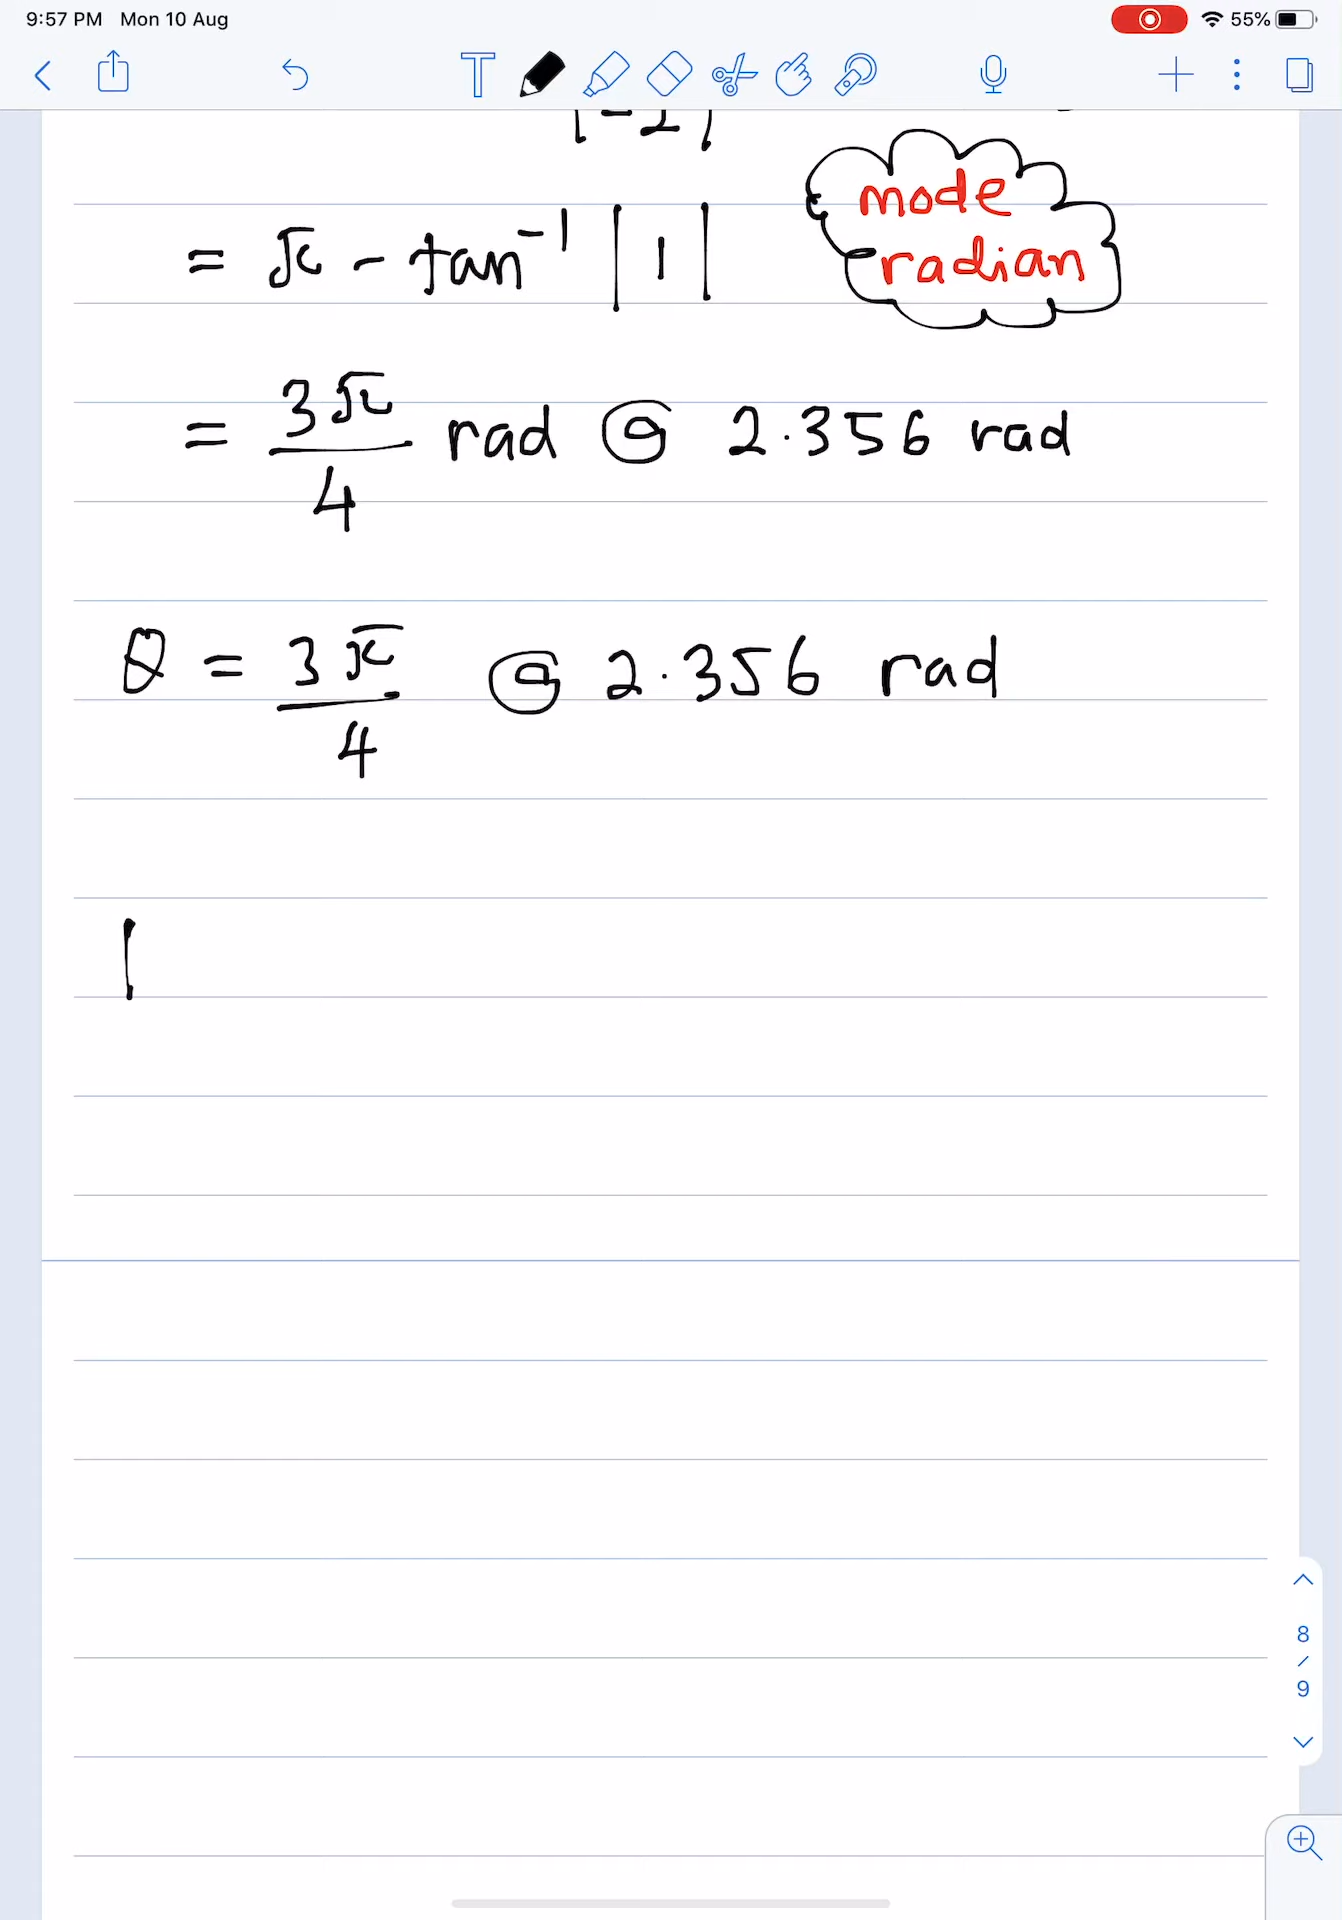 9:57 PM Mon 10 Aug 55%
T
= π - tan⁻¹ |1|
mode
radian
= 3π/4 rad @ 2.356 rad
θ = 3π/4 @ 2.356 rad
8
/
9